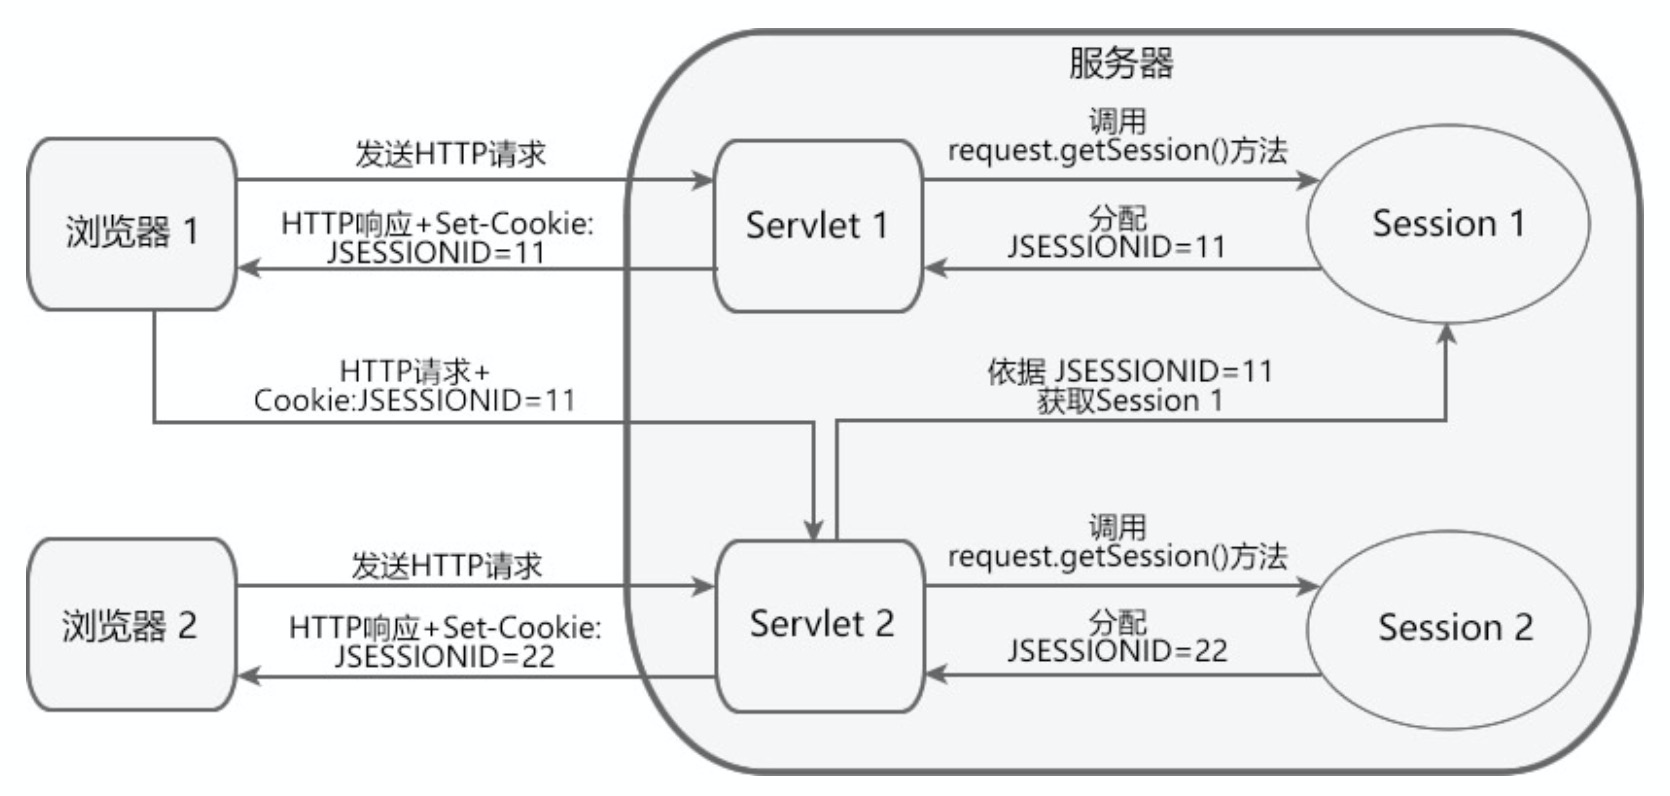 服务器
调用
request.getSession()方法
发送HTTP请求
浏览器 1
HTTP响应+Set-Cookie:
JSESSIONID=11
Servlet 1
分配
JSESSIONID=11
Session 1
HTTP请求+
Cookie:JSESSIONID=11
依据 JSESSIONID=11
获取Session 1
调用
request.getSession()方法
发送HTTP请求
浏览器 2
HTTP响应+Set-Cookie:
JSESSIONID=22
Servlet 2
分配
JSESSIONID=22
Session 2